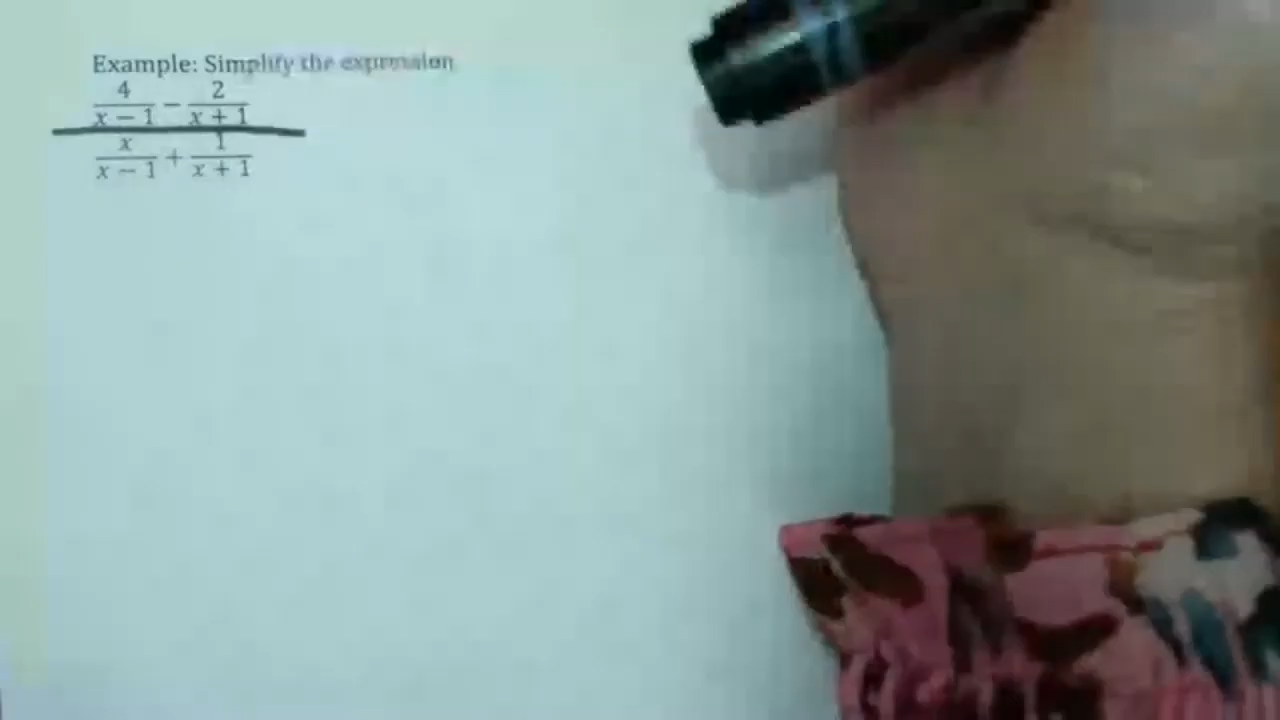 Example: Simplify the expression
4/(x − 1) − 2/(x + 1)
x/(x − 1) + 1/(x + 1)